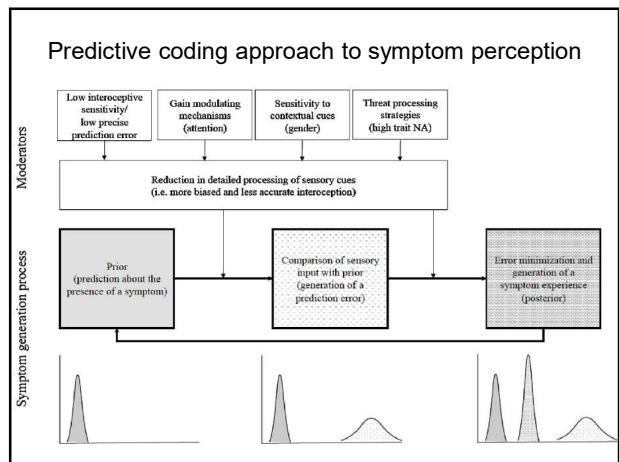 Predictive coding approach to symptom perception
Moderators
Low interoceptive
sensitivity/
low precise
prediction error
Gain modulating
mechanisms
(attention)
Sensitivity to
contextual cues
(gender)
Threat processing
strategies
(high trait NA)
Reduction in detailed processing of sensory cues
(i.e. more biased and less accurate interoception)
Symptom generation process
Prior
(prediction about the
presence of a symptom)
Comparison of sensory
input with prior
(generation of a
prediction error)
Error minimization and
generation of a
symptom experience
(posterior)